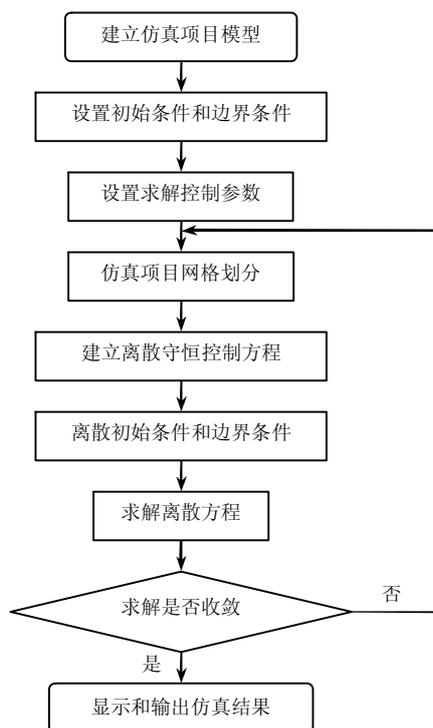 建立仿真项目模型
设置初始条件和边界条件
设置求解控制参数
仿真项目网格划分
建立离散守恒控制方程
离散初始条件和边界条件
求解离散方程
求解是否收敛
否
是
显示和输出仿真结果